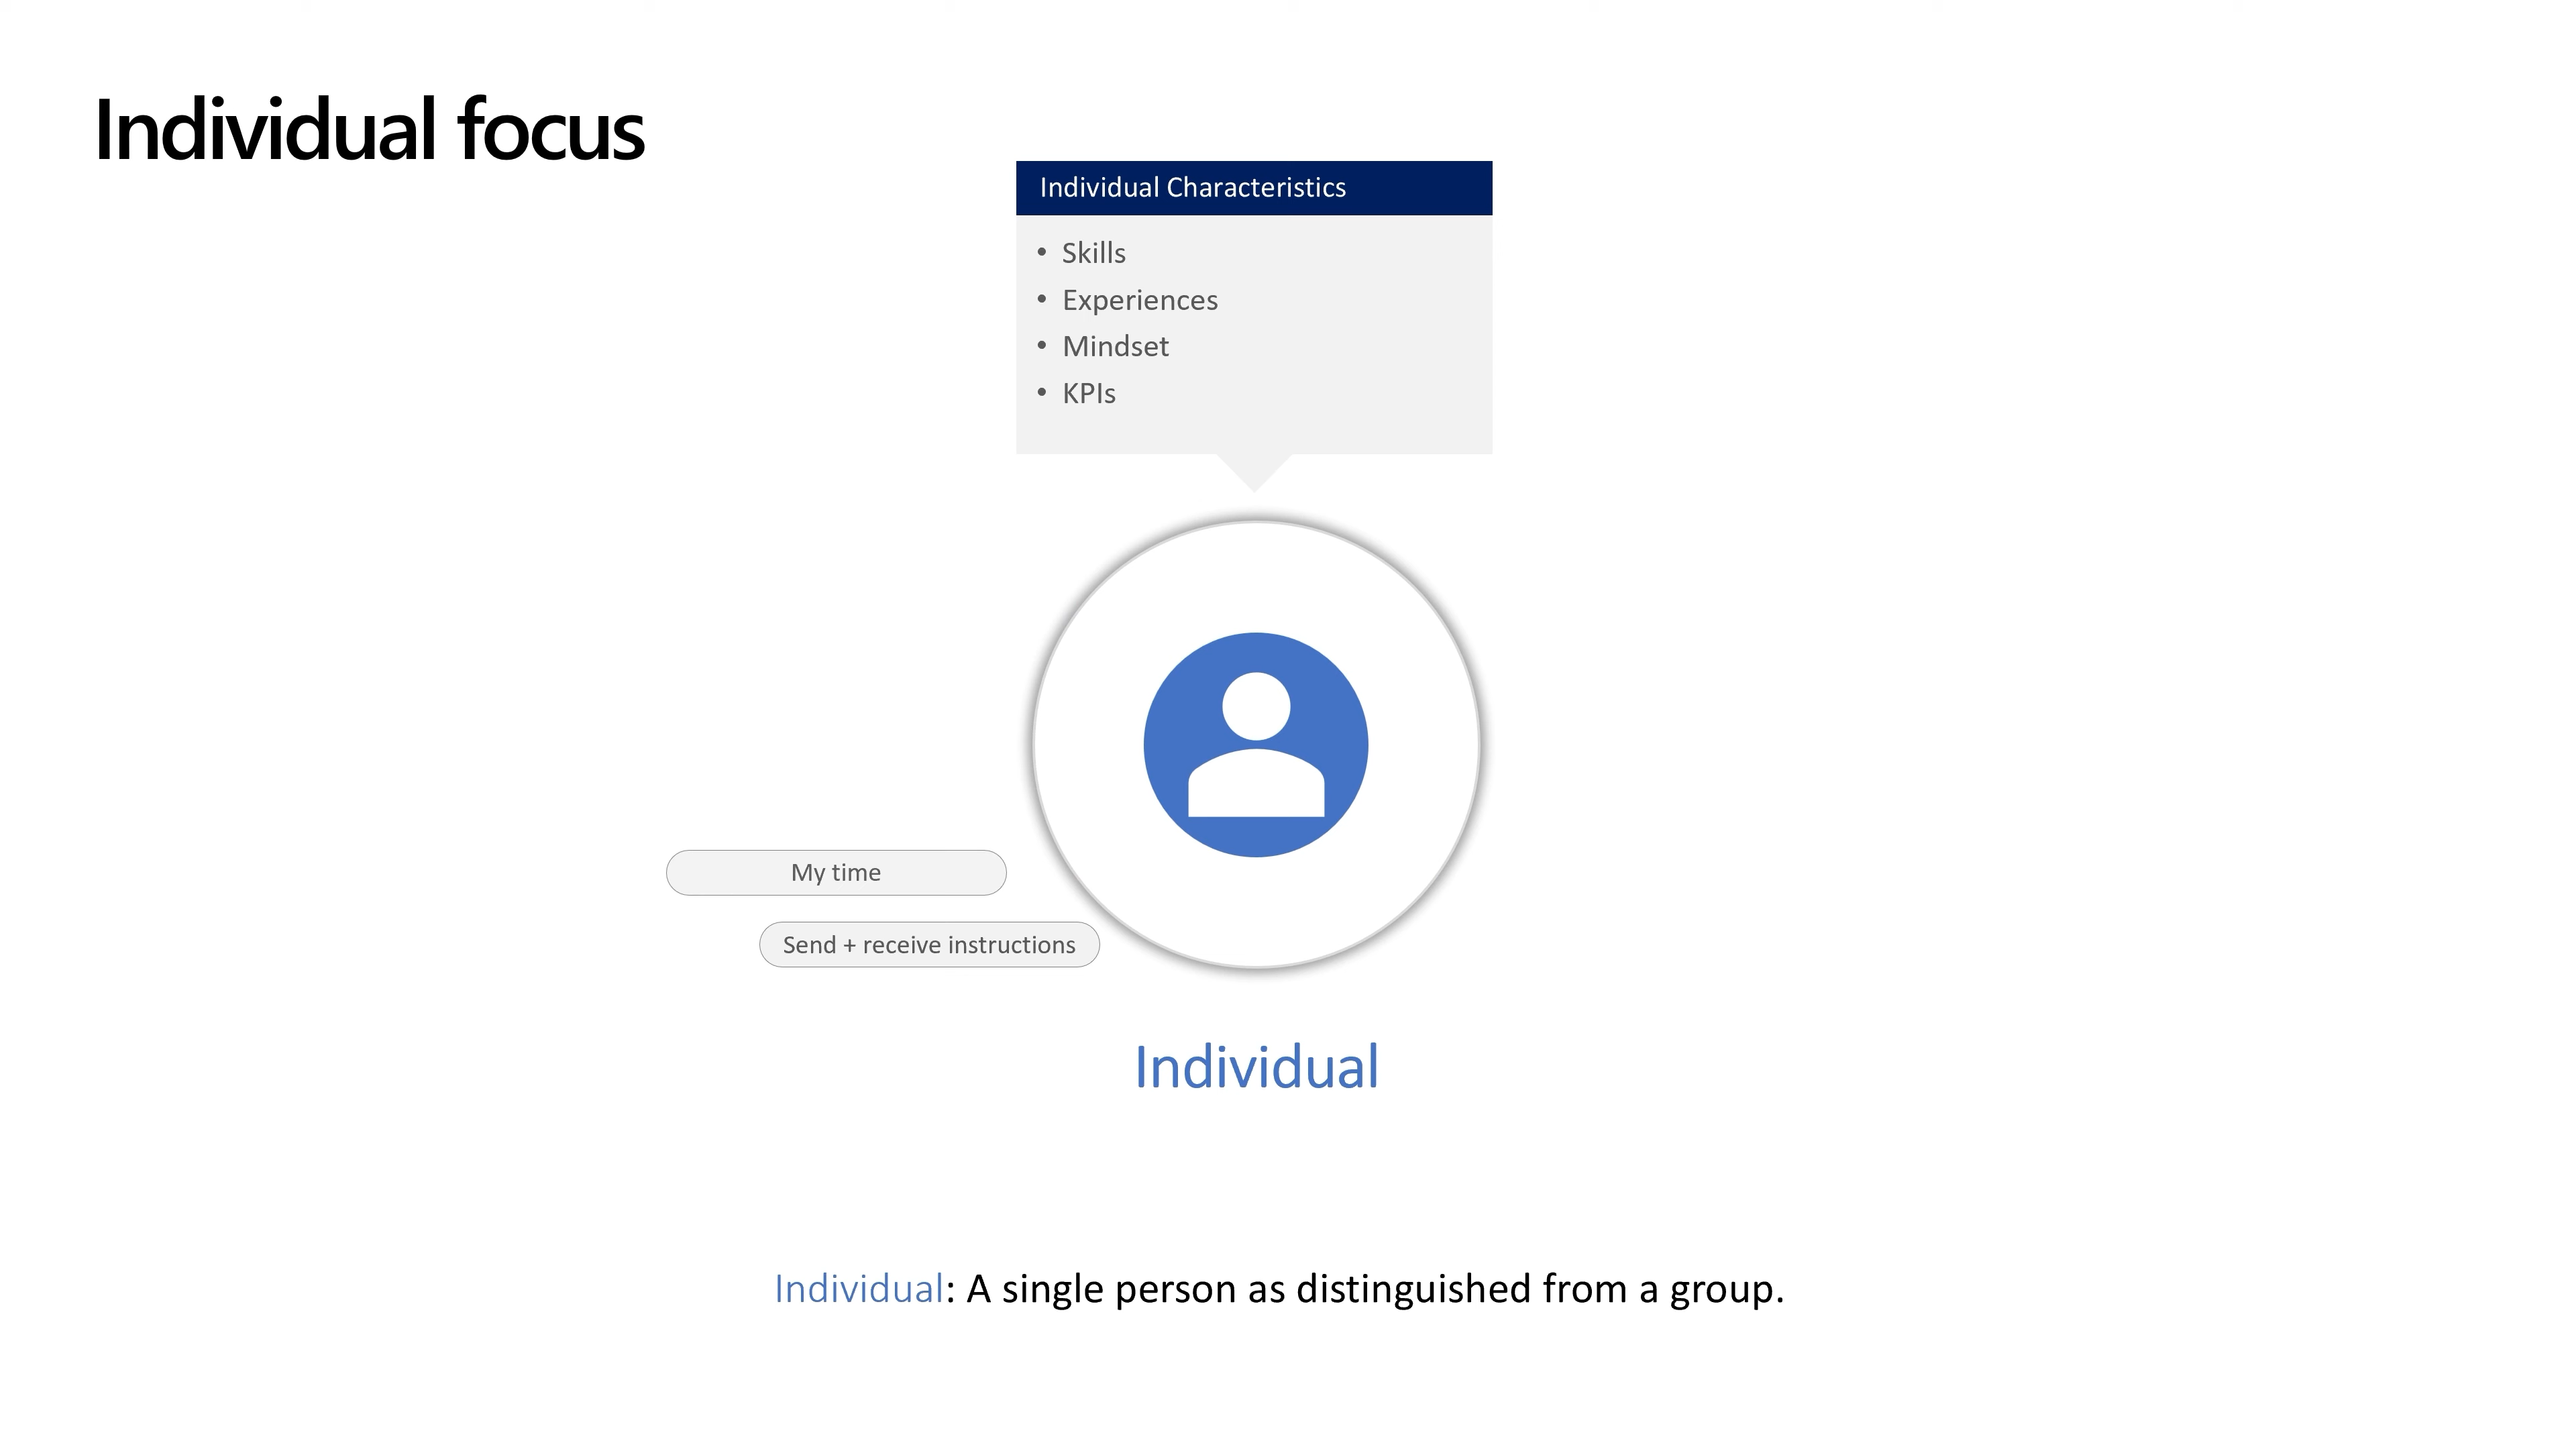 Individual focus
Individual Characteristics
• Skills
• Experiences
• Mindset
• KPIs
My time
Send + receive instructions
Individual
Individual: A single person as distinguished from a group.